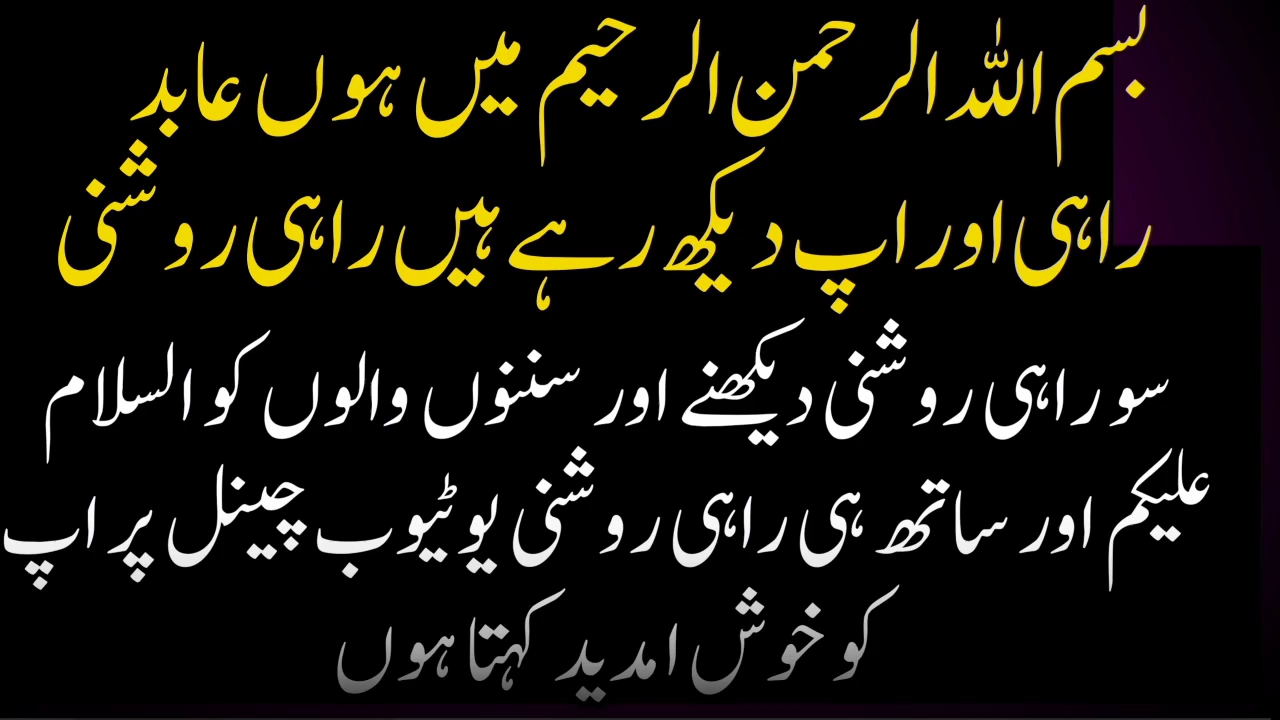 بسم اللہ الرحمن الرحیم میں ہوں عابد
راہی اور اپ دیکھ رہے ہیں راہی روشنی
سو راہی روشنی دیکھنے اور سننوں والوں کو السلام
علیکم اور ساتھ ہی راہی روشنی یوٹیوب چینل پر اپ
کو خوش امدید کہتا ہوں